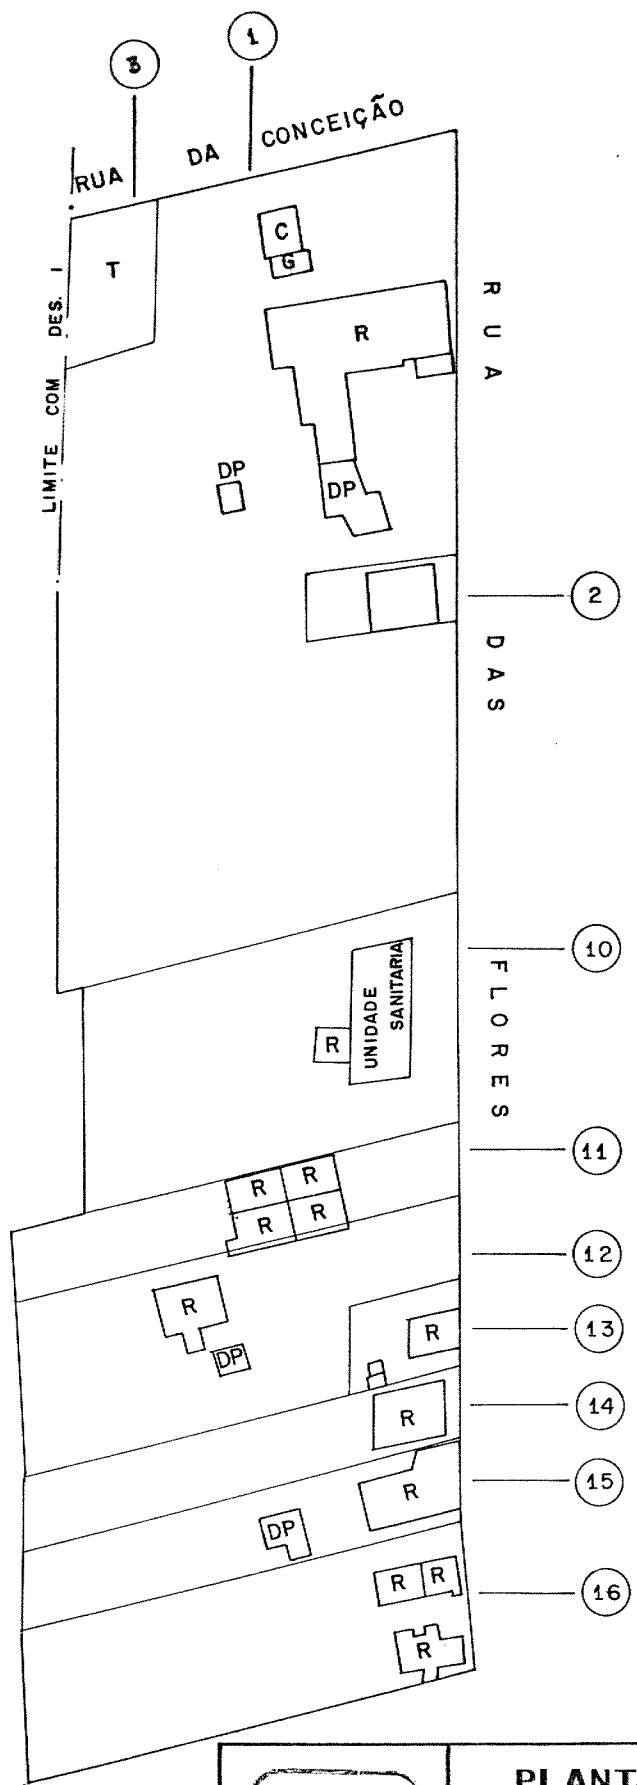 1
3
RUA DA CONCEIÇÃO
T
C
G
R
LIMITE COM DES. I
DP
DP
RUA DAS FLORES
2
10
UNIDADE
SANITARIA
R
11
R
R
R
R
12
R
DP
13
R
14
R
15
R
DP
16
R
R
R